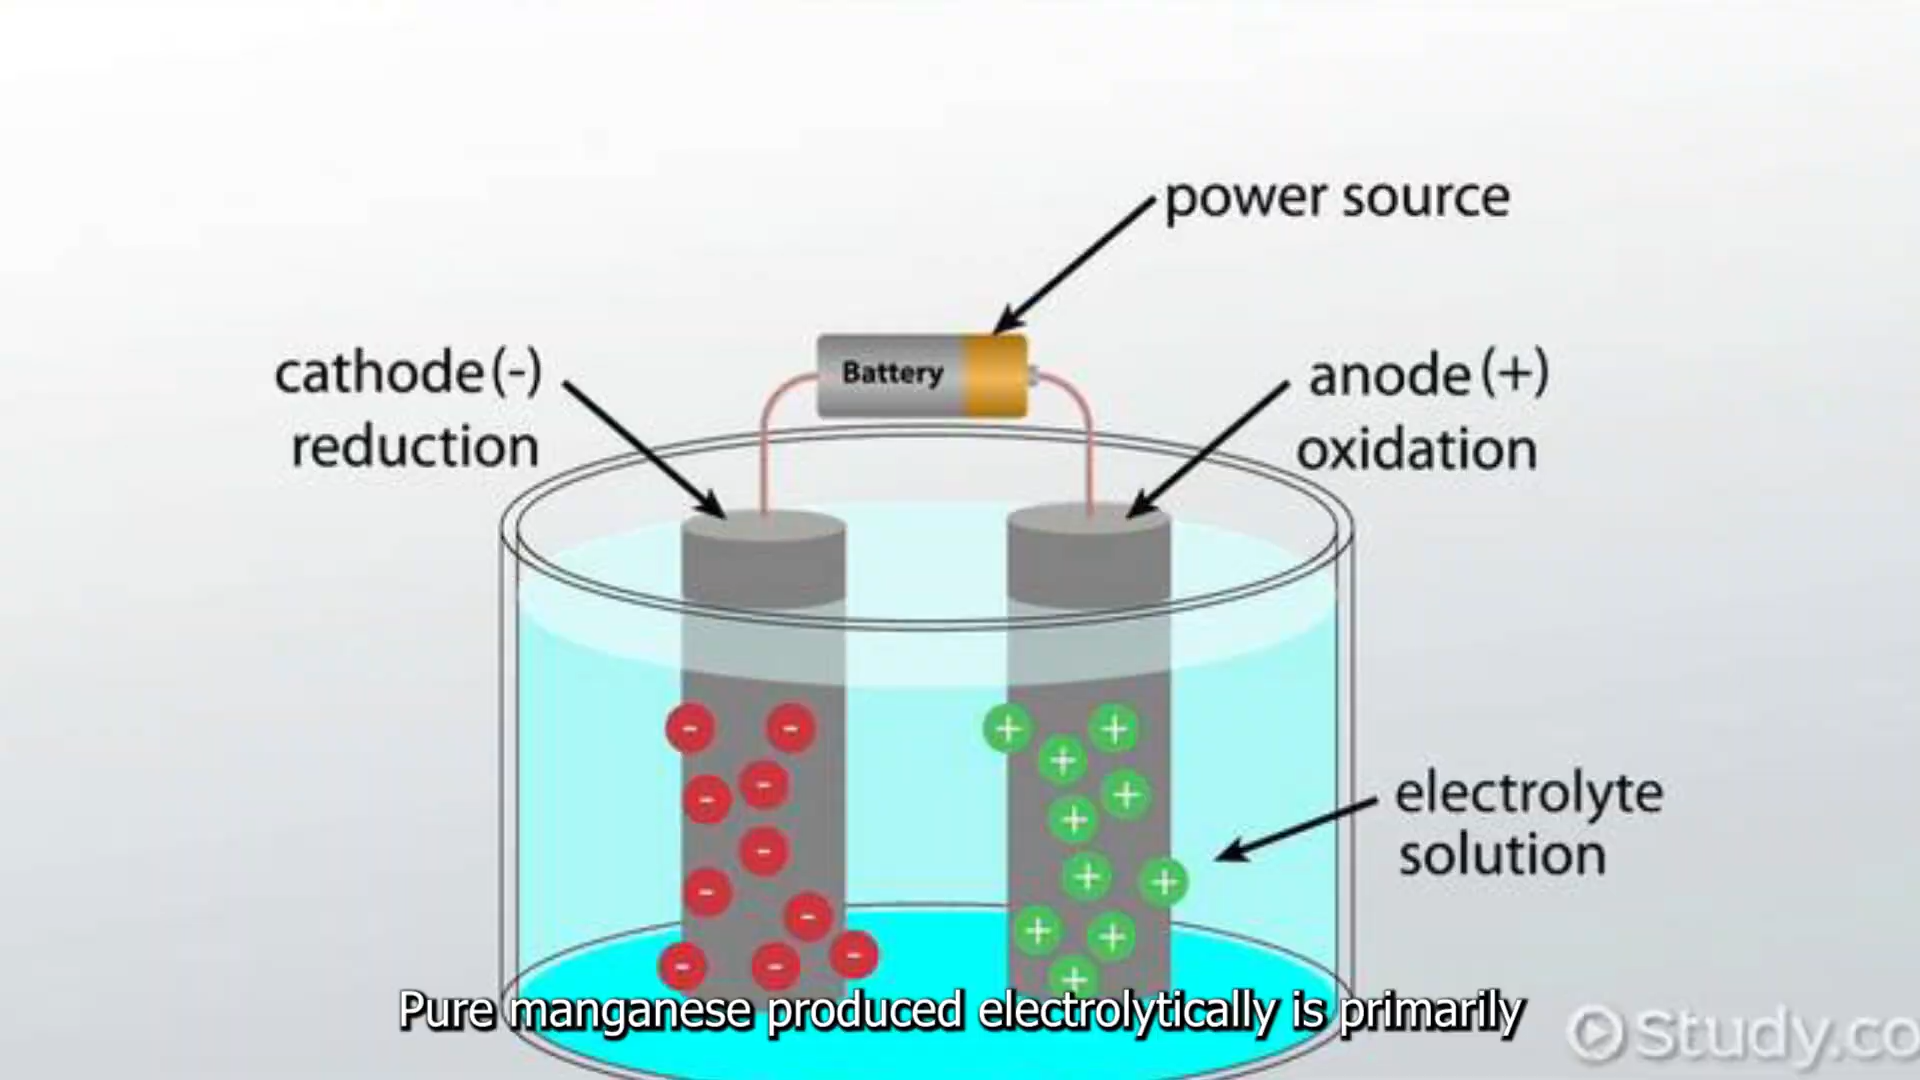 power source
Battery
cathode (-)
reduction
anode (+)
oxidation
electrolyte
solution
Pure manganese produced electrolytically is primarily
Study.co